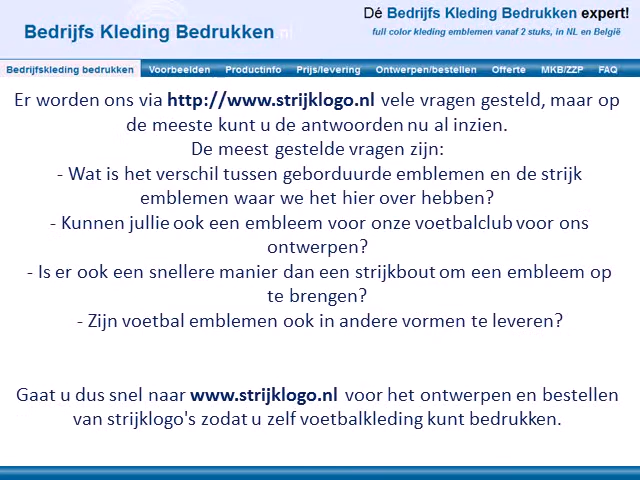 Bedrijfs Kleding Bedrukken.nl
Dé Bedrijfs Kleding Bedrukken expert!
full color kleding emblemen vanaf 2 stuks, in NL en België
Bedrijfskleding bedrukken Voorbeelden Productinfo Prijs/levering Ontwerpen/bestellen Offerte MKB/ZZP FAQ
Er worden ons via http://www.strijklogo.nl vele vragen gesteld, maar op
de meeste kunt u de antwoorden nu al inzien.
De meest gestelde vragen zijn:
- Wat is het verschil tussen geborduurde emblemen en de strijk
emblemen waar we het hier over hebben?
- Kunnen jullie ook een embleem voor onze voetbalclub voor ons
ontwerpen?
- Is er ook een snellere manier dan een strijkbout om een embleem op
te brengen?
- Zijn voetbal emblemen ook in andere vormen te leveren?
Gaat u dus snel naar www.strijklogo.nl voor het ontwerpen en bestellen
van strijklogo's zodat u zelf voetbalkleding kunt bedrukken.